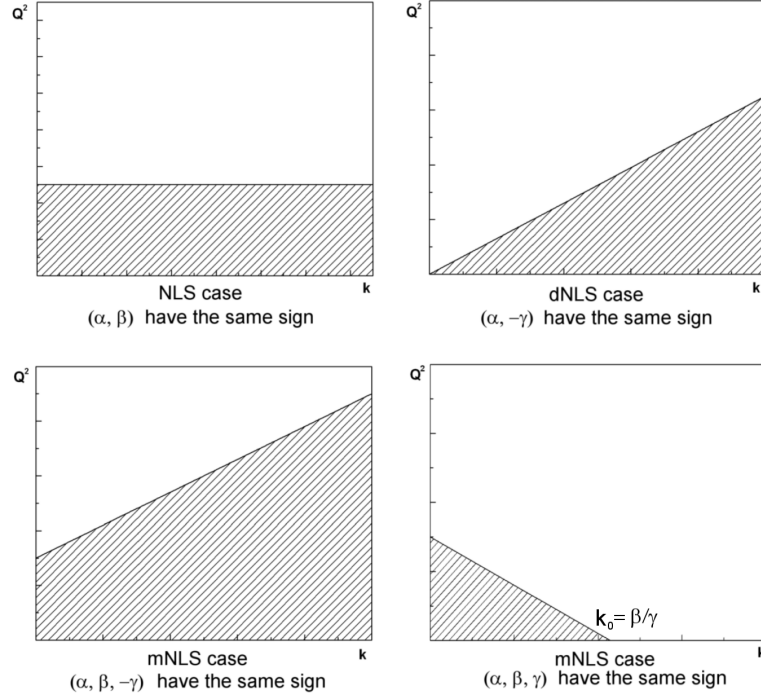 Q²
NLS case
k
(α, β) have the same sign
Q²
dNLS case
k
(α, −γ) have the same sign
Q²
mNLS case
k
(α, β, −γ) have the same sign
Q²
k₀= β/γ
mNLS case
k
(α, β, γ) have the same sign